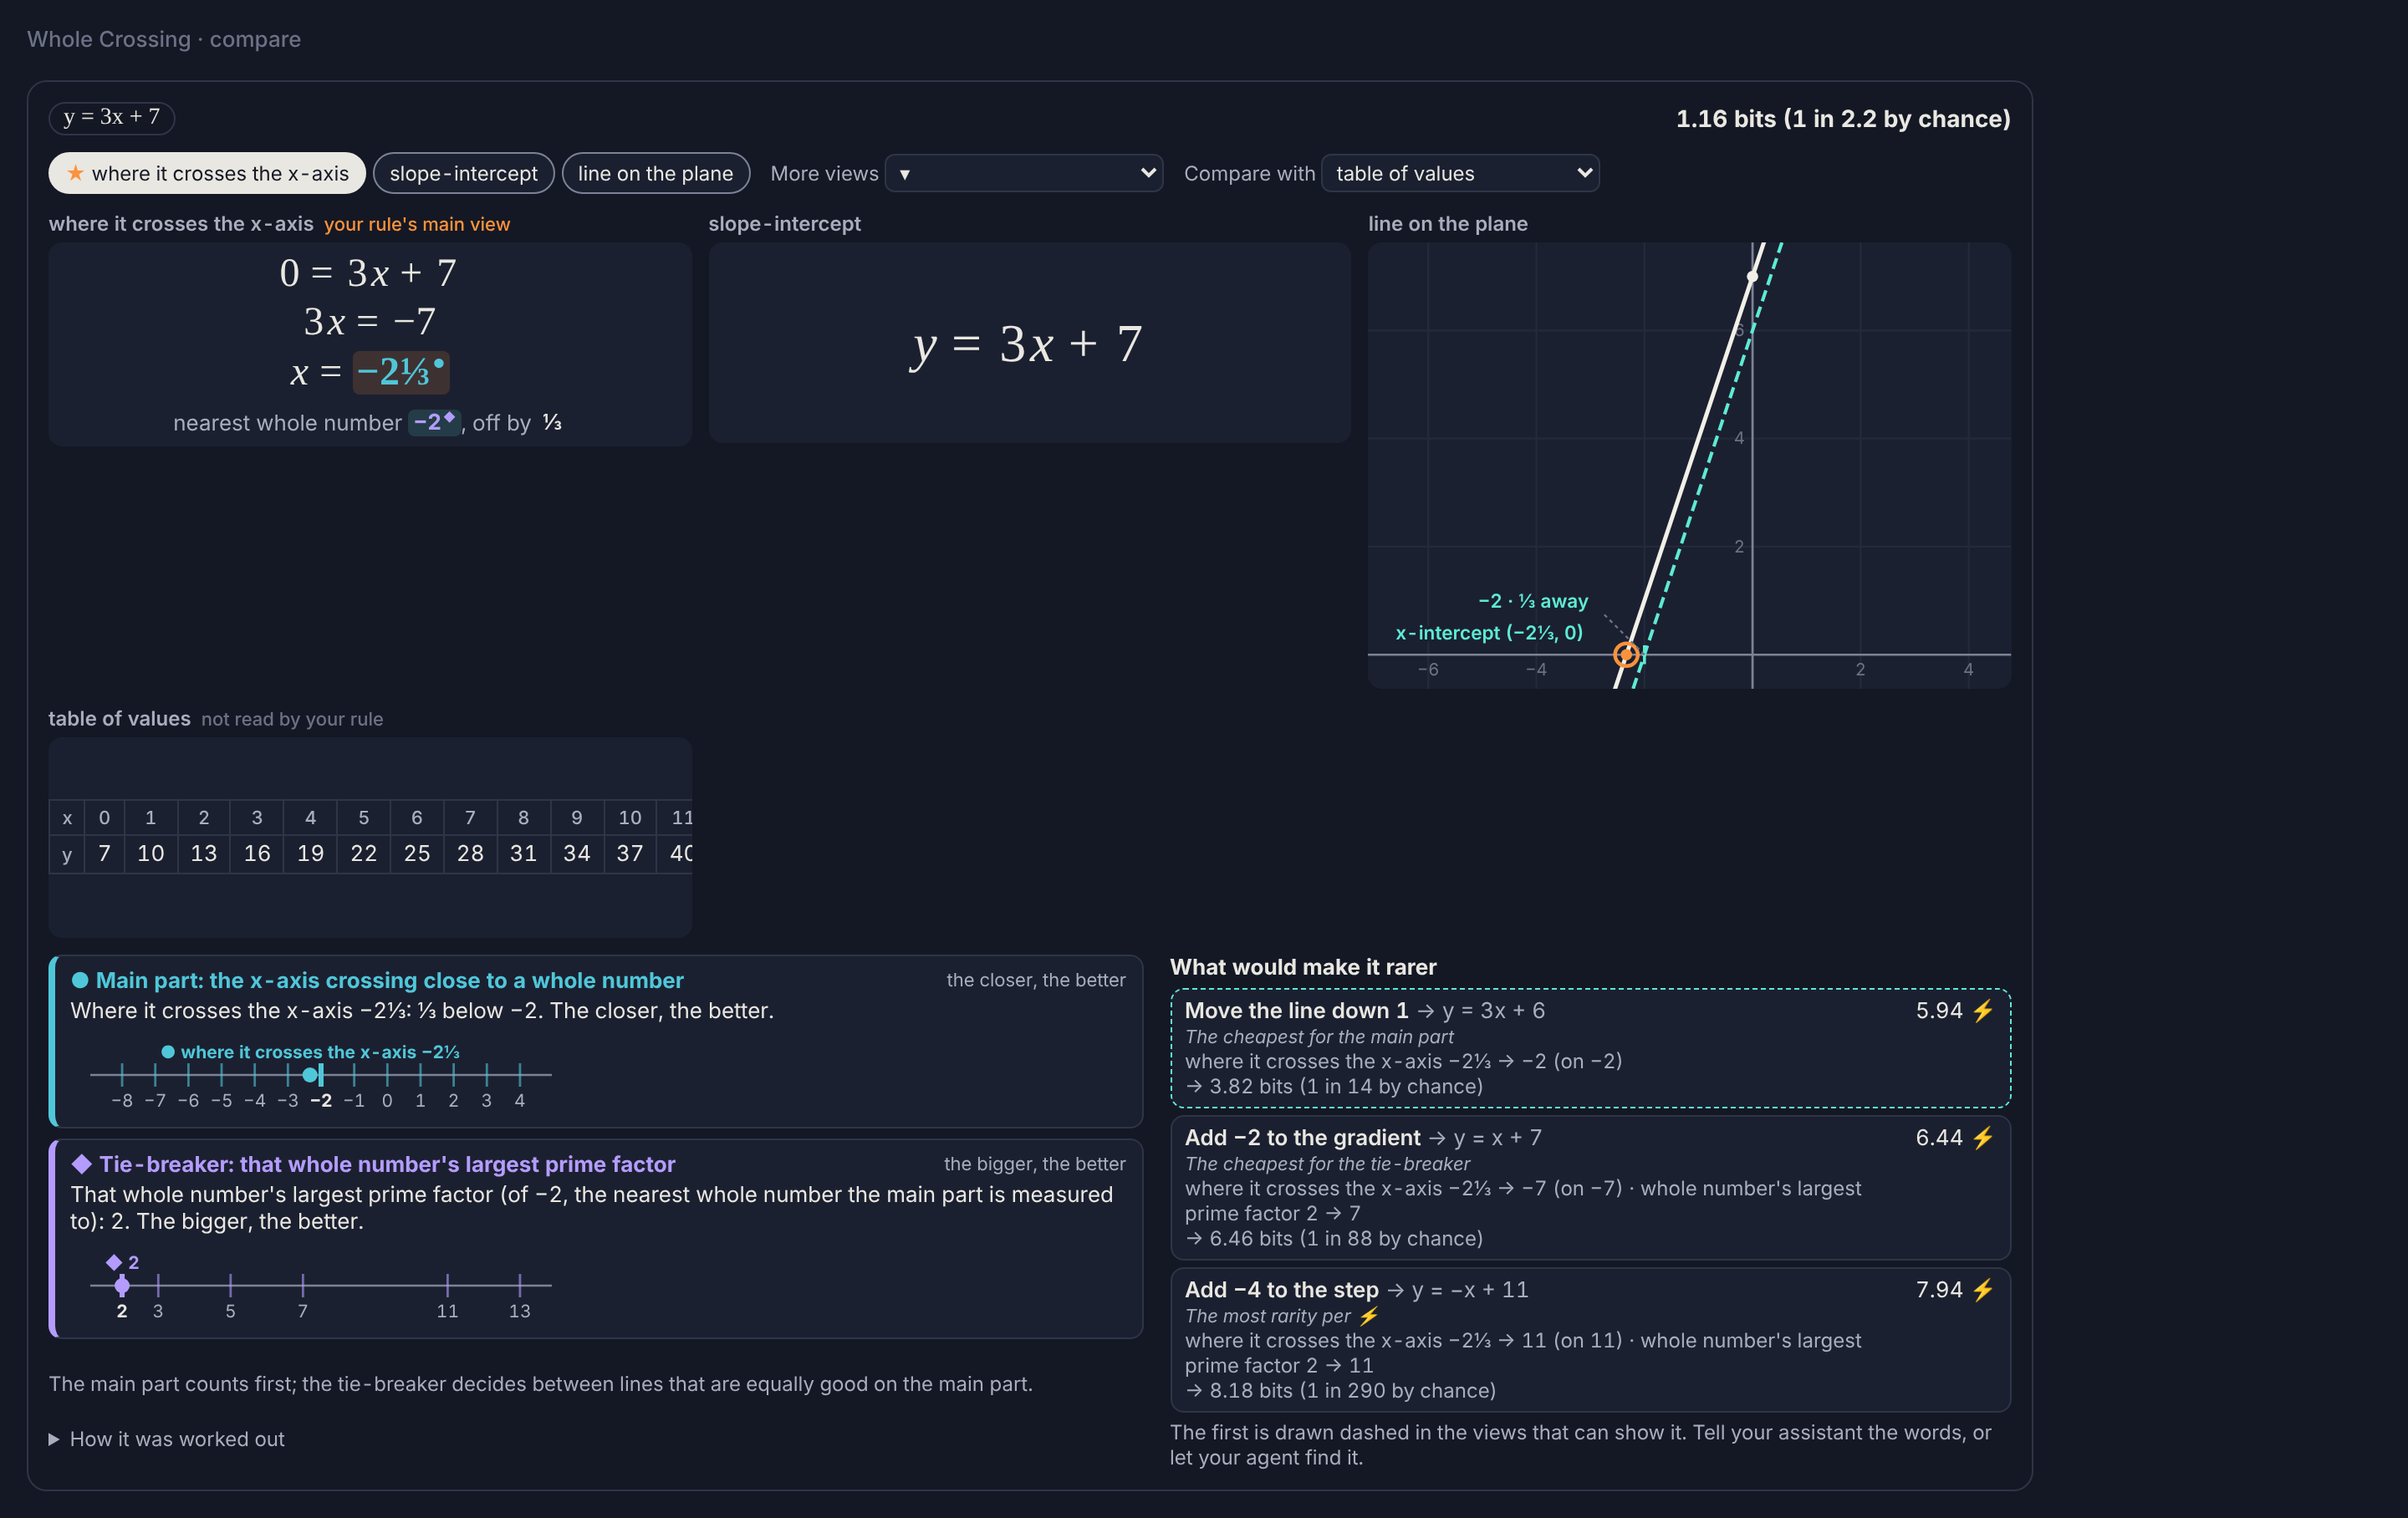 Whole Crossing · compare
y = 3x + 7
1.16 bits (1 in 2.2 by chance)
★ where it crosses the x-axis
slope-intercept
line on the plane
More views ▾
Compare with table of values
where it crosses the x-axis your rule's main view
0 = 3x + 7
3x = −7
x = −2⅓
nearest whole number −2◆, off by ⅓
slope-intercept
y = 3x + 7
line on the plane
6
4
2
−2 · ⅓ away
x-intercept (−2⅓, 0)
−6 −4 2 4
table of values not read by your rule
x 0 1 2 3 4 5 6 7 8 9 10 11
y 7 10 13 16 19 22 25 28 31 34 37 40
● Main part: the x-axis crossing close to a whole number
the closer, the better
Where it crosses the x-axis −2⅓: ⅓ below −2. The closer, the better.
● where it crosses the x-axis −2⅓
−8 −7 −6 −5 −4 −3 −2 −1 0 1 2 3 4
◆ Tie-breaker: that whole number's largest prime factor
the bigger, the better
That whole number's largest prime factor (of −2, the nearest whole number the main part is measured
to): 2. The bigger, the better.
◆ 2
2 3 5 7 11 13
The main part counts first; the tie-breaker decides between lines that are equally good on the main part.
▶ How it was worked out
What would make it rarer
Move the line down 1 → y = 3x + 6
5.94 ⚡
The cheapest for the main part
where it crosses the x-axis −2⅓ → −2 (on −2)
→ 3.82 bits (1 in 14 by chance)
Add −2 to the gradient → y = x + 7
6.44 ⚡
The cheapest for the tie-breaker
where it crosses the x-axis −2⅓ → −7 (on −7) · whole number's largest
prime factor 2 → 7
→ 6.46 bits (1 in 88 by chance)
Add −4 to the step → y = −x + 11
7.94 ⚡
The most rarity per ⚡
where it crosses the x-axis −2⅓ → 11 (on 11) · whole number's largest
prime factor 2 → 11
→ 8.18 bits (1 in 290 by chance)
The first is drawn dashed in the views that can show it. Tell your assistant the words, or
let your agent find it.